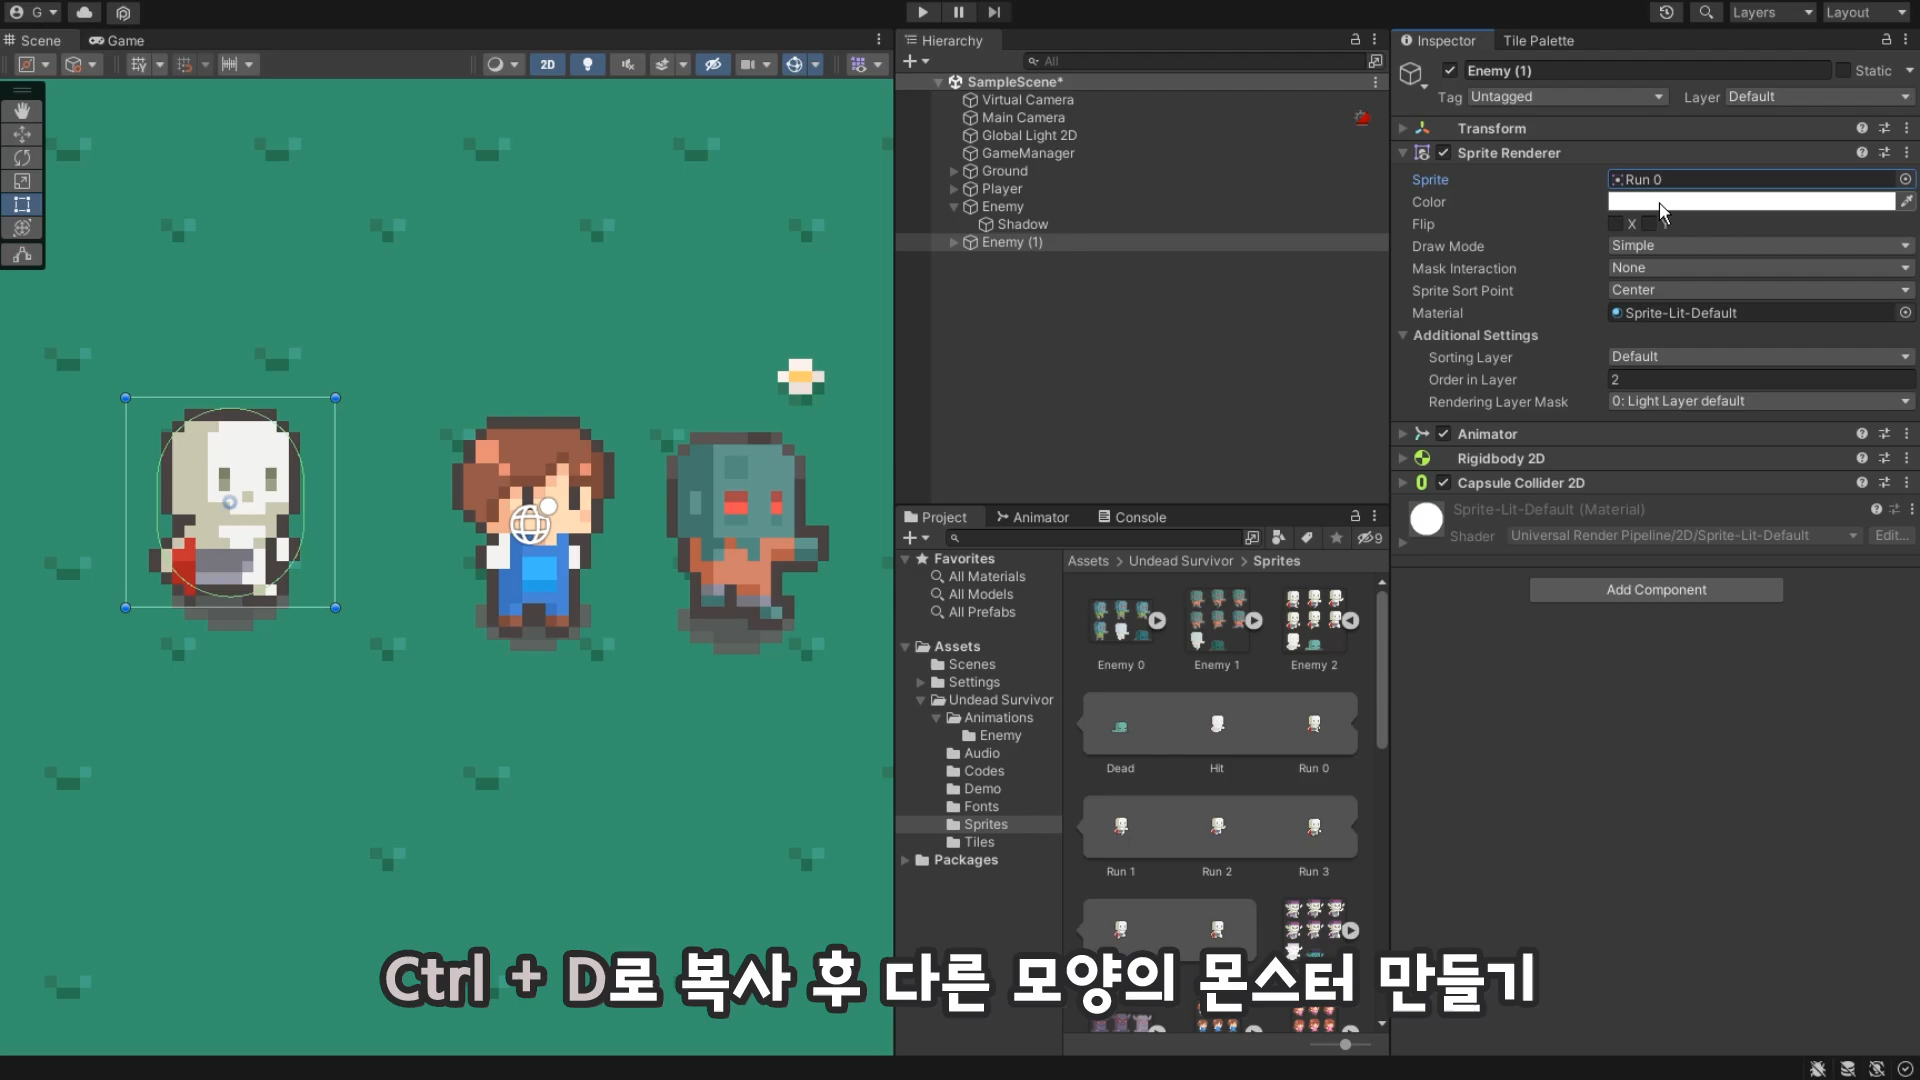 G
Layers
Layout
Scene
Game
2D
Hierarchy
All
SampleScene*
Virtual Camera
Main Camera
Global Light 2D
GameManager
Ground
Player
Enemy
Shadow
Enemy (1)
Inspector
Tile Palette
Enemy (1)
Static
Tag
Untagged
Layer
Default
Transform
Sprite Renderer
Sprite
Run 0
Color
Flip
X
Y
Draw Mode
Simple
Mask Interaction
None
Sprite Sort Point
Center
Material
Sprite-Lit-Default
Additional Settings
Sorting Layer
Default
Order in Layer
2
Rendering Layer Mask
0: Light Layer default
Animator
Rigidbody 2D
Capsule Collider 2D
Sprite-Lit-Default (Material)
Shader
Universal Render Pipeline/2D/Sprite-Lit-Default
Edit...
Add Component
Project
Animator
Console
9
Favorites
All Materials
All Models
All Prefabs
Assets
Scenes
Settings
Undead Survivor
Animations
Enemy
Audio
Codes
Demo
Fonts
Sprites
Tiles
Packages
Assets > Undead Survivor > Sprites
Enemy 0
Enemy 1
Enemy 2
Dead
Hit
Run 0
Run 1
Run 2
Run 3
Ctrl + D로 복사 후 다른 모양의 몬스터 만들기